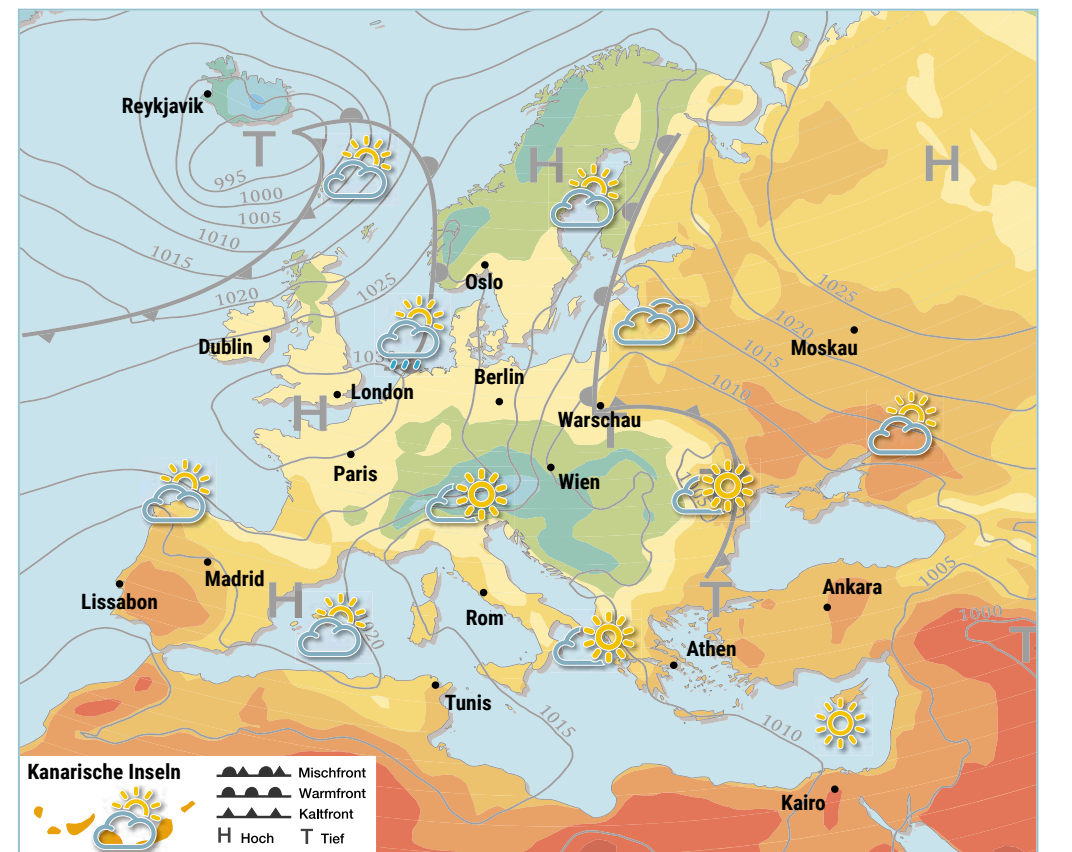 Reykjavik
T
H
H
995
1000
1005
1010
1015
1020
1025
Oslo
1025
1020
1015
1010
Moskau
Dublin
London
H
Berlin
Warschau
T
Paris
Wien
Madrid
Lissabon
H
1020
Rom
T
Ankara
1005
1000
T
Athen
Tunis
1015
1010
Kairo
Kanarische Inseln
Mischfront
Warmfront
Kaltfront
H Hoch T Tief